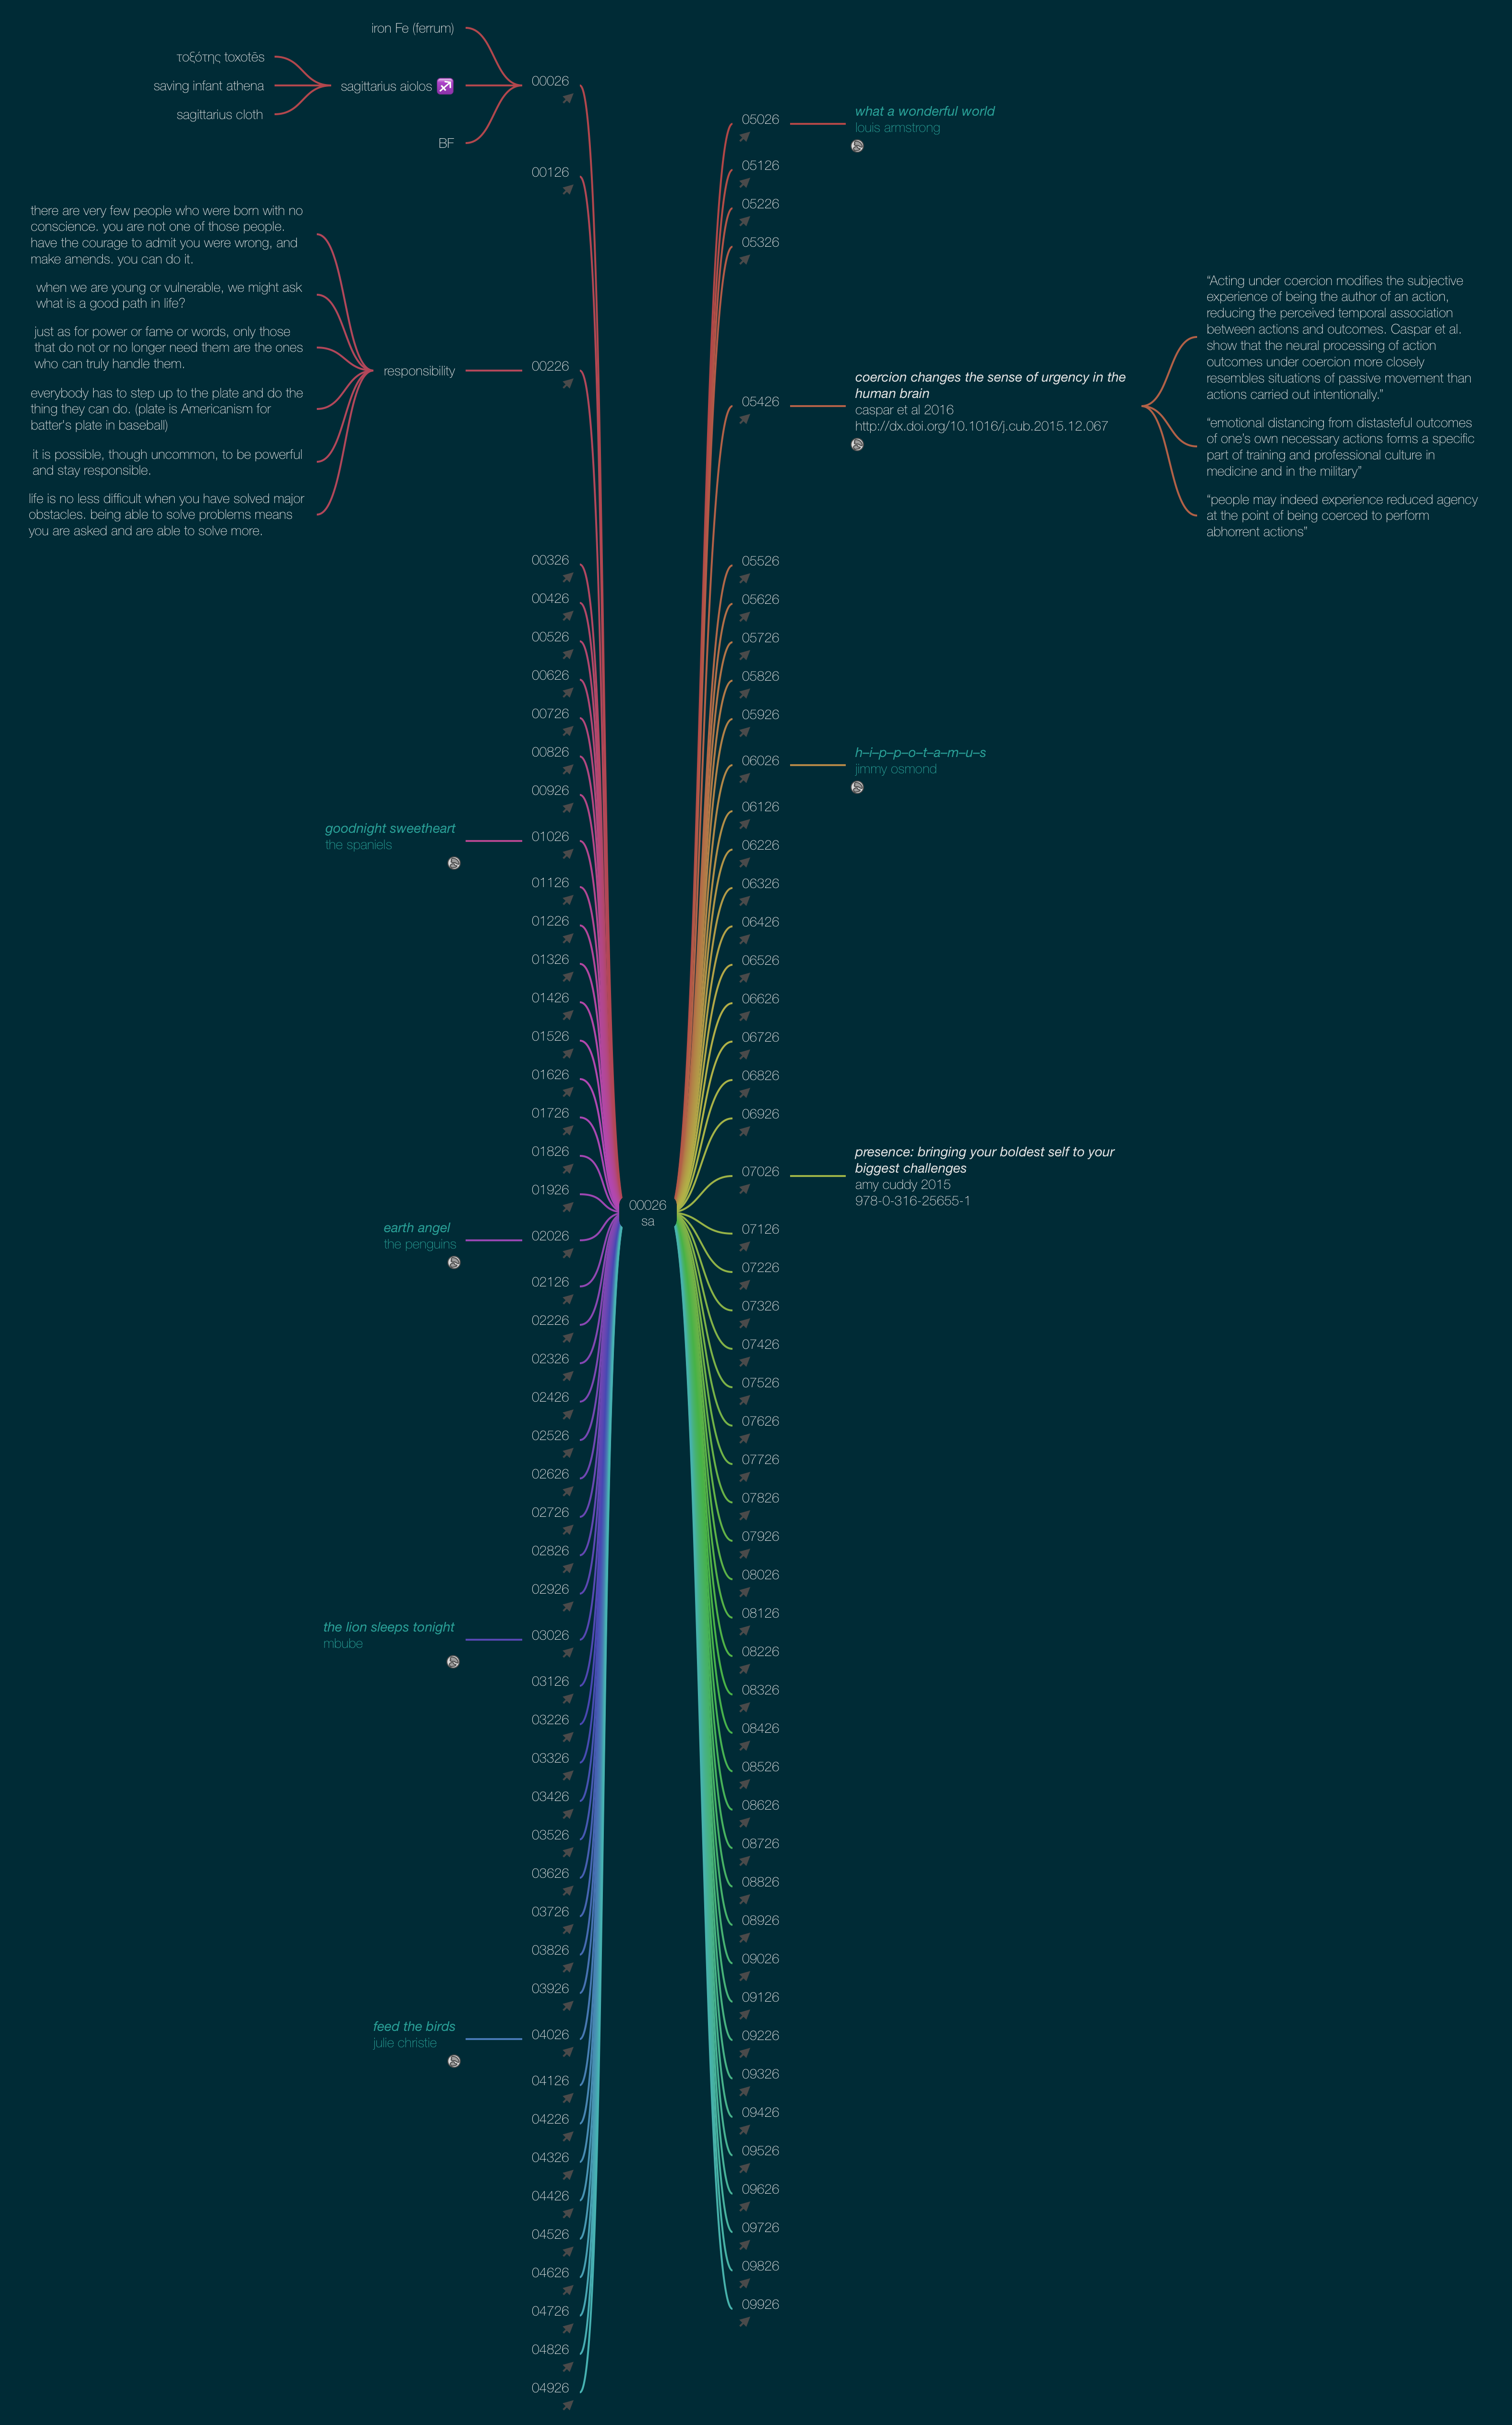 iron Fe (ferrum)
τοξότης toxotēs
saving infant athena
sagittarius cloth
sagittarius aiolos ♐
BF
00026
00126
there are very few people who were born with no
conscience. you are not one of those people.
have the courage to admit you were wrong, and
make amends. you can do it.
when we are young or vulnerable, we might ask
what is a good path in life?
just as for power or fame or words, only those
that do not or no longer need them are the ones
who can truly handle them.
everybody has to step up to the plate and do the
thing they can do. (plate is Americanism for
batter's plate in baseball)
it is possible, though uncommon, to be powerful
and stay responsible.
life is no less difficult when you have solved major
obstacles. being able to solve problems means
you are asked and are able to solve more.
responsibility
00226
00326
00426
00526
00626
00726
00826
00926
goodnight sweetheart
the spaniels
01026
01126
01226
01326
01426
01526
01626
01726
01826
01926
earth angel
the penguins
02026
02126
02226
02326
02426
02526
02626
02726
02826
02926
the lion sleeps tonight
mbube
03026
03126
03226
03326
03426
03526
03626
03726
03826
03926
feed the birds
julie christie
04026
04126
04226
04326
04426
04526
04626
04726
04826
04926
00026
sa
05026
what a wonderful world
louis armstrong
05126
05226
05326
05426
coercion changes the sense of urgency in the
human brain
caspar et al 2016
http://dx.doi.org/10.1016/j.cub.2015.12.067
“Acting under coercion modifies the subjective
experience of being the author of an action,
reducing the perceived temporal association
between actions and outcomes. Caspar et al.
show that the neural processing of action
outcomes under coercion more closely
resembles situations of passive movement than
actions carried out intentionally.”
“emotional distancing from distasteful outcomes
of one’s own necessary actions forms a specific
part of training and professional culture in
medicine and in the military”
“people may indeed experience reduced agency
at the point of being coerced to perform
abhorrent actions”
05526
05626
05726
05826
05926
06026
h–i–p–p–o–t–a–m–u–s
jimmy osmond
06126
06226
06326
06426
06526
06626
06726
06826
06926
07026
presence: bringing your boldest self to your
biggest challenges
amy cuddy 2015
978-0-316-25655-1
07126
07226
07326
07426
07526
07626
07726
07826
07926
08026
08126
08226
08326
08426
08526
08626
08726
08826
08926
09026
09126
09226
09326
09426
09526
09626
09726
09826
09926